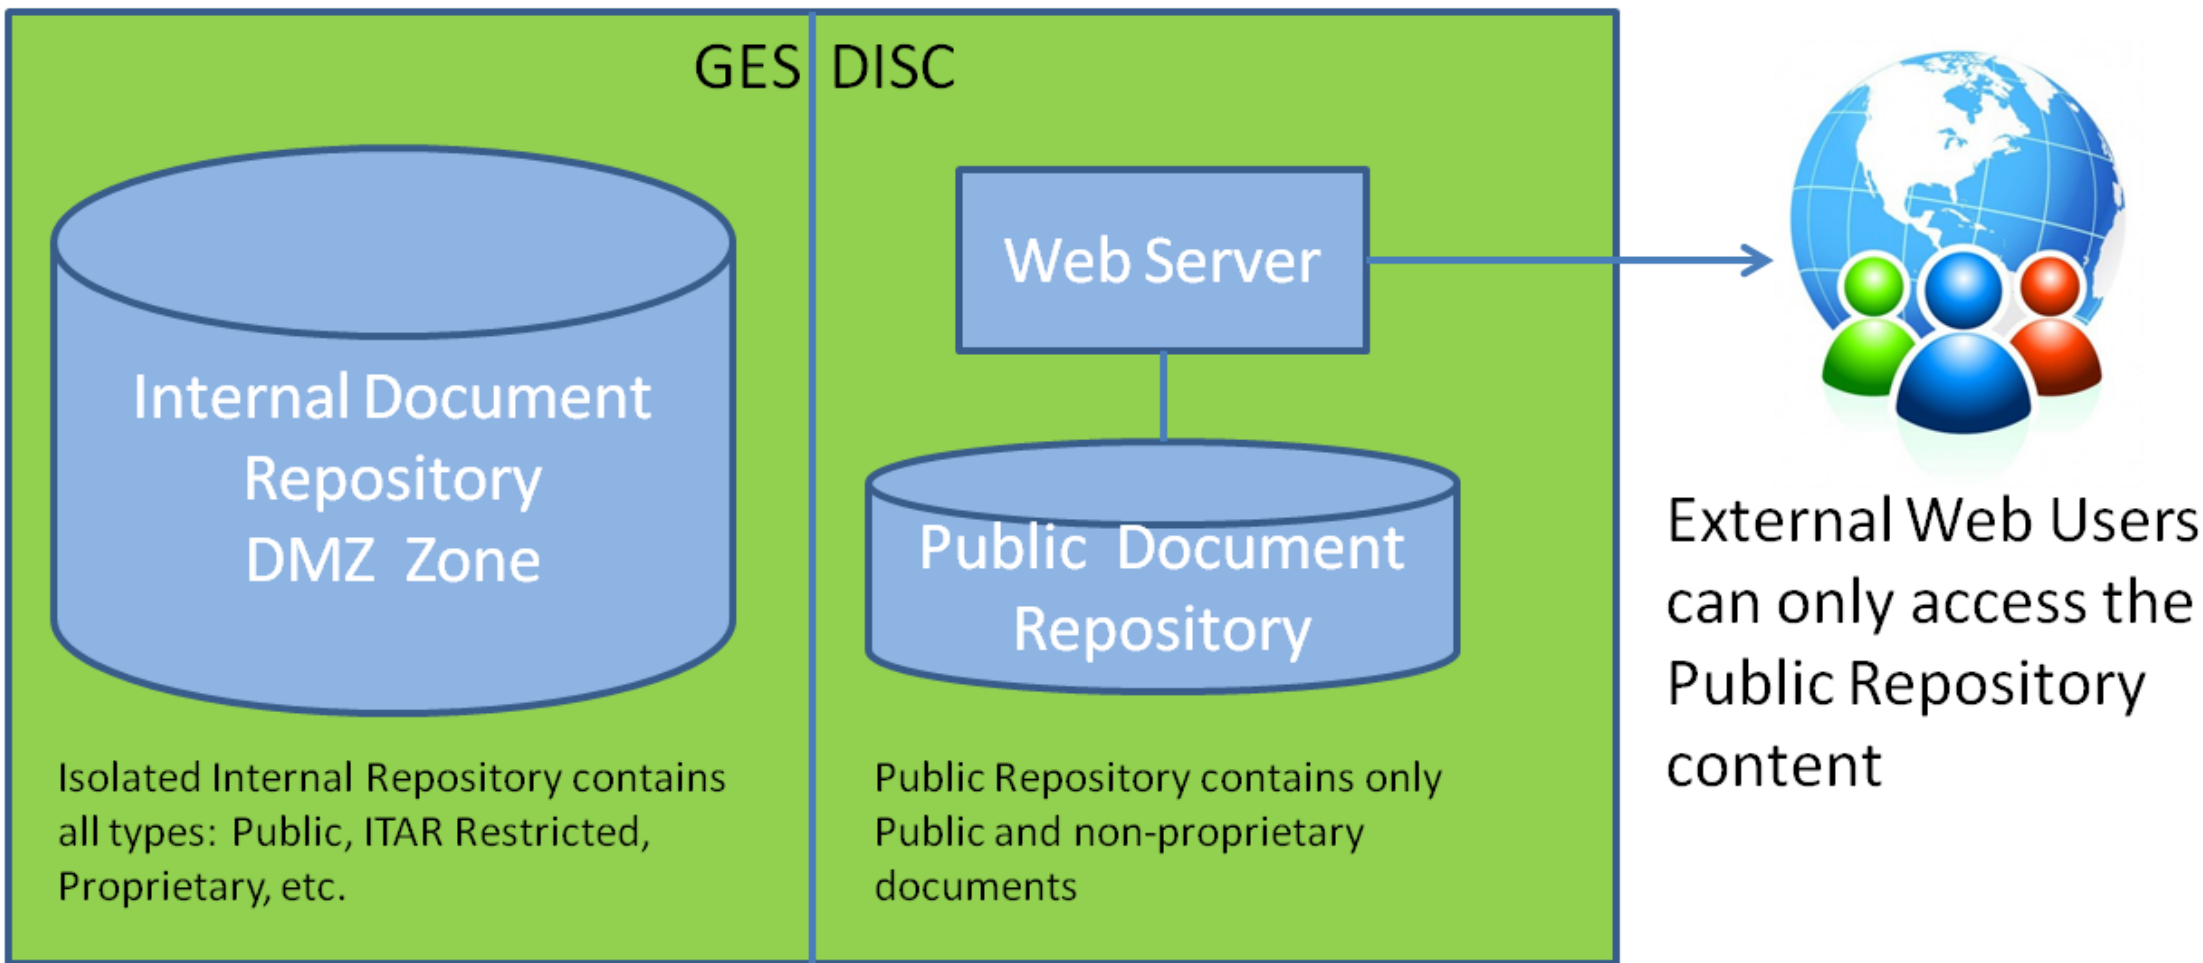 GES DISC
Internal Document
Repository
DMZ Zone
Isolated Internal Repository contains
all types: Public, ITAR Restricted,
Proprietary, etc.
Web Server
Public Document
Repository
Public Repository contains only
Public and non-proprietary
documents
External Web Users
can only access the
Public Repository
content